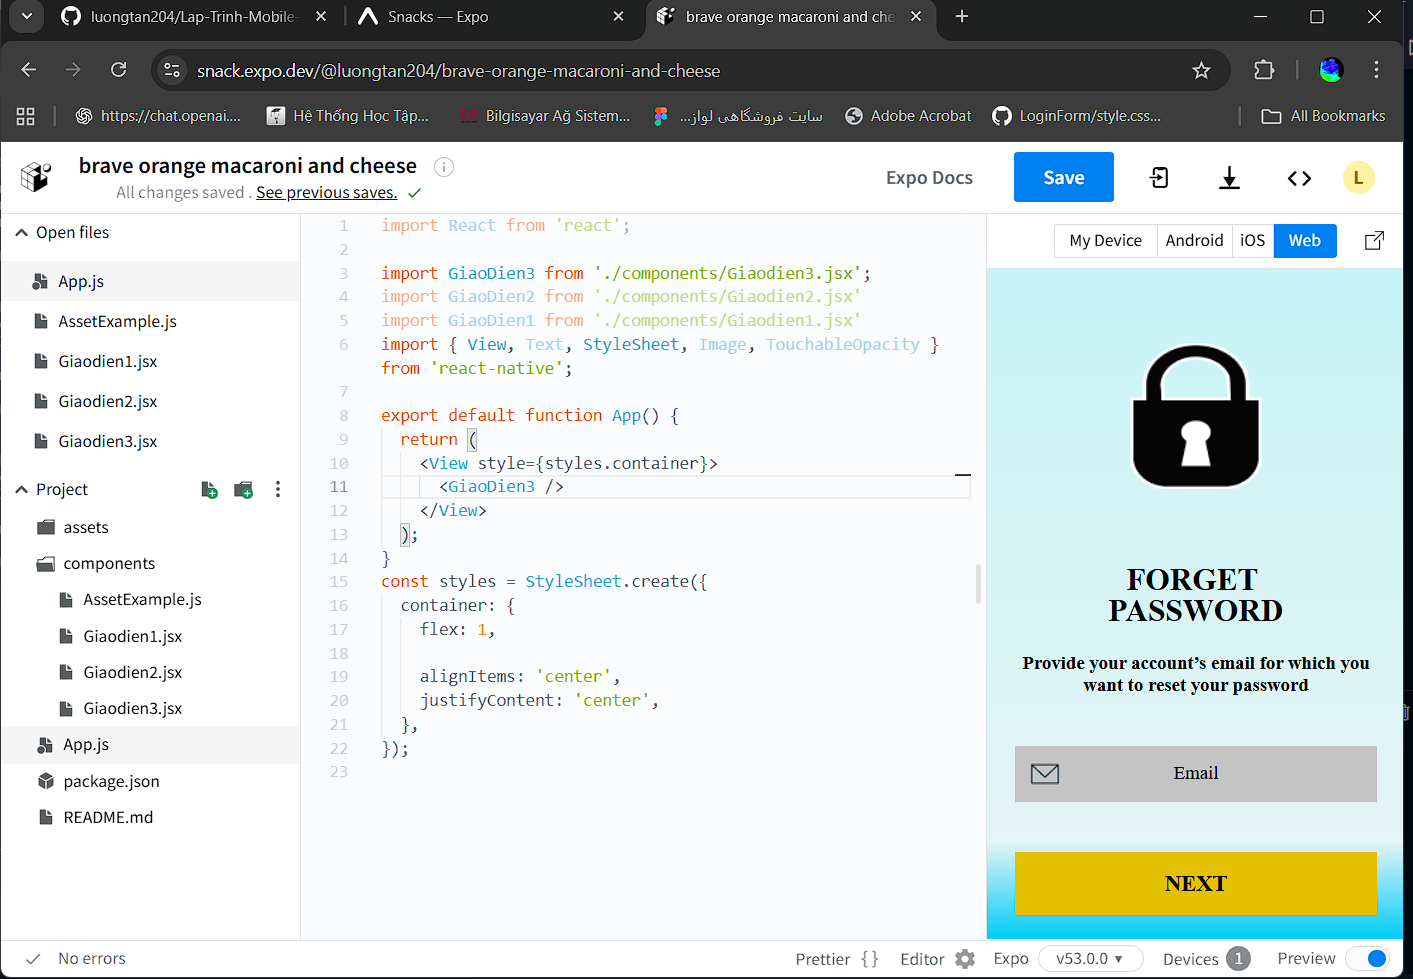 luongtan204/Lap-Trinh-Mobile-
Snacks — Expo
brave orange macaroni and che
snack.expo.dev/@luongtan204/brave-orange-macaroni-and-cheese
https://chat.openai....
Hệ Thống Học Tập...
Bilgisayar Ağ Sistem...
سایت فروشگاهی لواز...
Adobe Acrobat
LoginForm/style.css...
All Bookmarks
brave orange macaroni and cheese
All changes saved . See previous saves.
Expo Docs
Save
L
Open files
App.js
AssetExample.js
Giaodien1.jsx
Giaodien2.jsx
Giaodien3.jsx
Project
assets
components
AssetExample.js
Giaodien1.jsx
Giaodien2.jsx
Giaodien3.jsx
App.js
package.json
README.md
1 import React from 'react';
2
3 import GiaoDien3 from './components/Giaodien3.jsx';
4 import GiaoDien2 from './components/Giaodien2.jsx'
5 import GiaoDien1 from './components/Giaodien1.jsx'
6 import { View, Text, StyleSheet, Image, TouchableOpacity }
from 'react-native';
7
8 export default function App() {
9 return (
10 <View style={styles.container}>
11 <GiaoDien3 />
12 </View>
13 );
14 }
15 const styles = StyleSheet.create({
16 container: {
17 flex: 1,
18
19 alignItems: 'center',
20 justifyContent: 'center',
21 },
22 });
23
My Device
Android
iOS
Web
FORGET
PASSWORD
Provide your account’s email for which you
want to reset your password
Email
NEXT
No errors
Prettier { }
Editor
Expo
v53.0.0
Devices 1
Preview